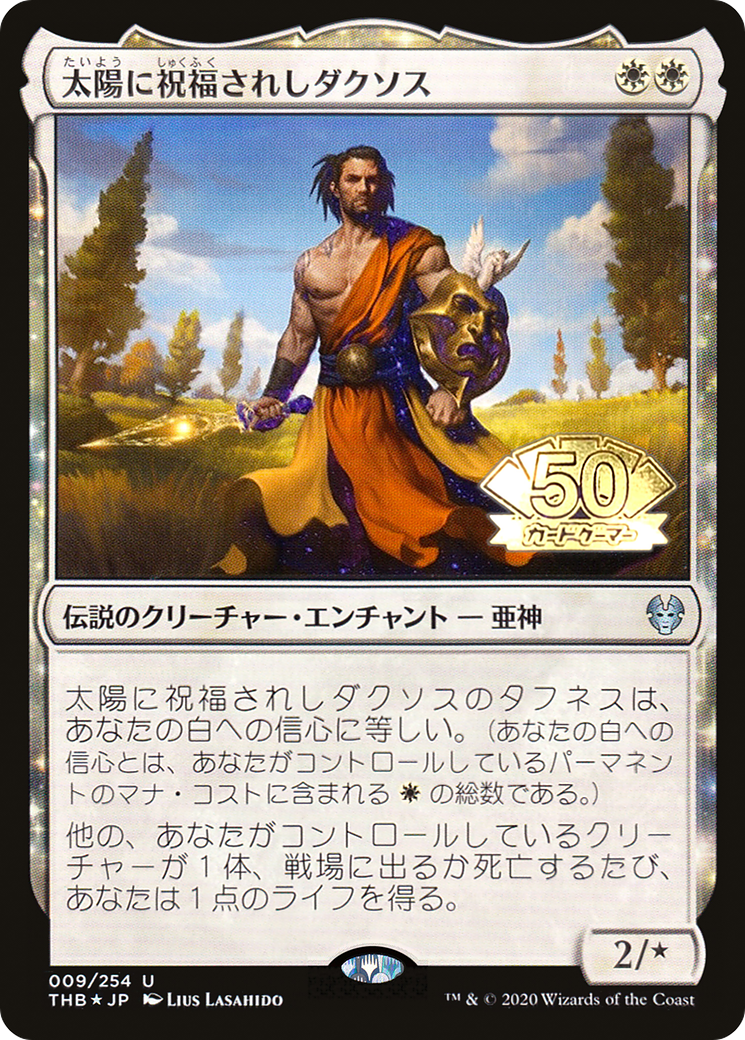 たいよう しゅくふく
太陽に祝福されしダクソス
50
カードゲーマー
伝説のクリーチャー・エンチャント — 亜神
太陽に祝福されしダクソスのタフネスは、
あなたの白への信心に等しい。（あなたの白への
信心とは、あなたがコントロールしているパーマネン
トのマナ・コストに含まれる の総数である。）
他の、あなたがコントロールしているクリー
チャーが１体、戦場に出るか死亡するたび、
あなたは１点のライフを得る。
2/★
009/254 U
THB★JP Lius Lasahido
™ & © 2020 Wizards of the Coast